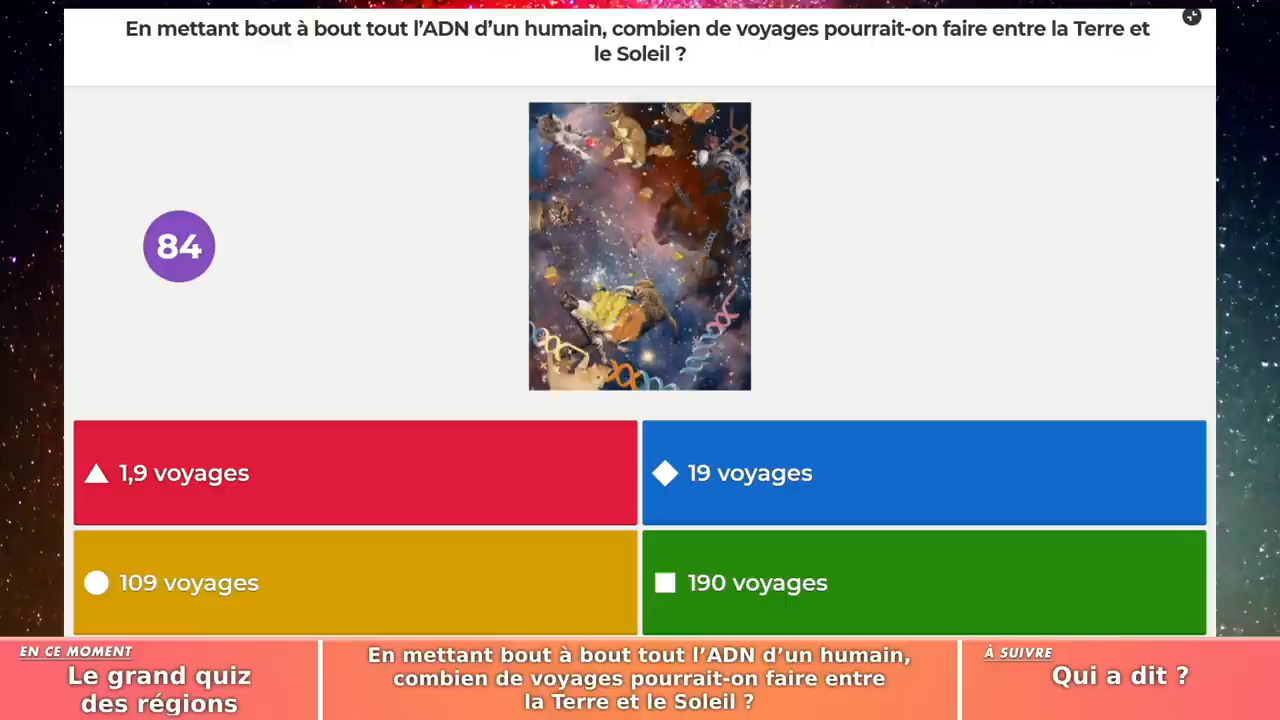 En mettant bout à bout tout l’ADN d’un humain, combien de voyages pourrait-on faire entre la Terre et
le Soleil ?
84
1,9 voyages
19 voyages
109 voyages
190 voyages
EN CE MOMENT
Le grand quiz
des régions
En mettant bout à bout tout l’ADN d’un humain,
combien de voyages pourrait-on faire entre
la Terre et le Soleil ?
À SUIVRE
Qui a dit ?